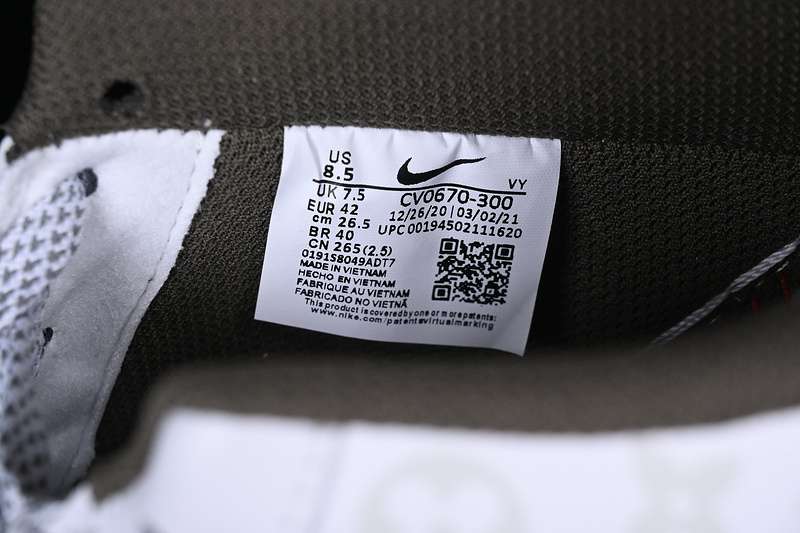 US
8.5
VY
UK 7.5
CV0670-300
EUR 42
12/26/20 | 03/02/21
cm 26.5
UPC 00194502111620
BR 40
CN 265(2.5)
0191S8049ADT7
MADE IN VIETNAM
HECHO EN VIETNAM
FABRIQUE AU VIETNAM
FABRICADO NO VIETNÃ
This product is covered by one or more patents:
www.nike.com/patentsvirtualmarking